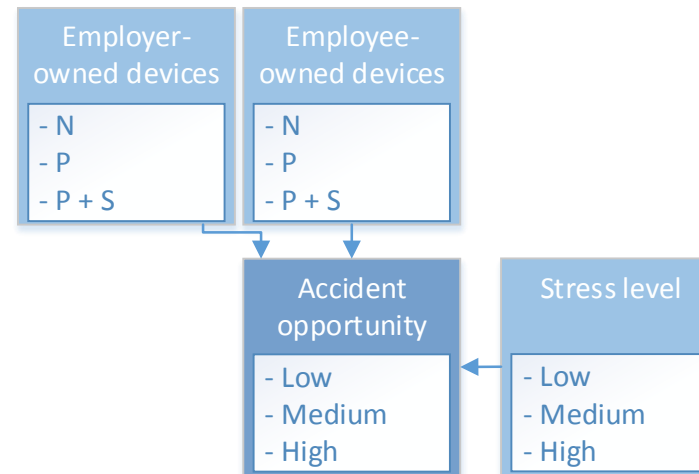 Employer-
owned devices
- N
- P
- P + S
Employee-
owned devices
- N
- P
- P + S
Accident
opportunity
- Low
- Medium
- High
Stress level
- Low
- Medium
- High